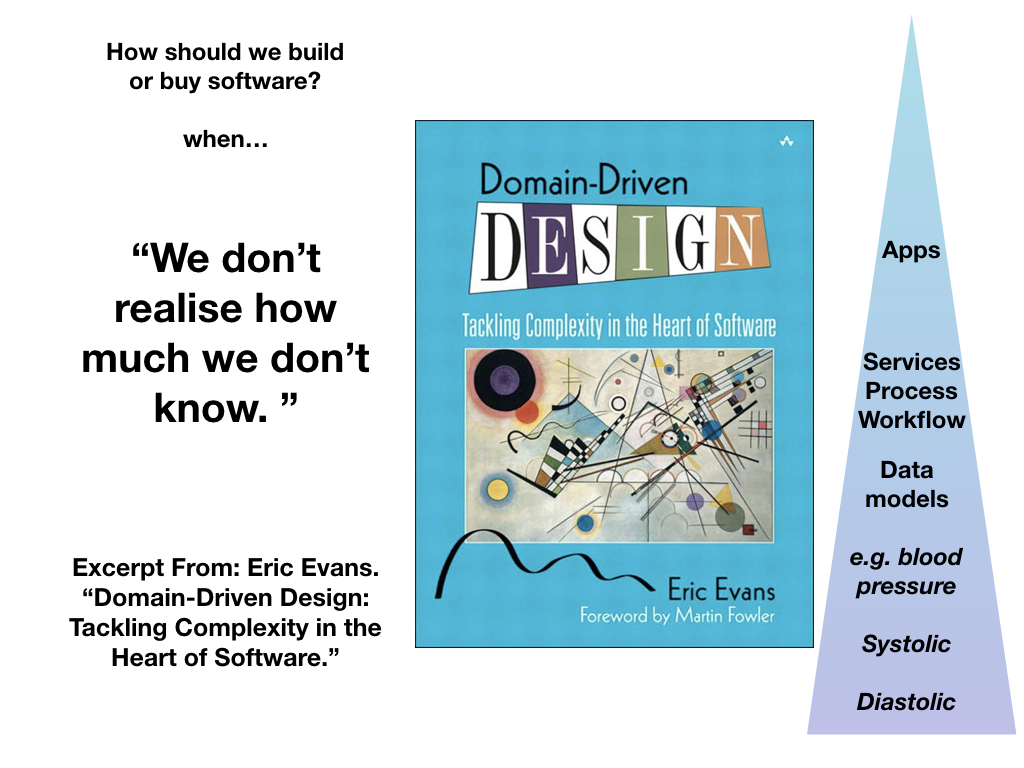 How should we build
or buy software?
when…
“We don’t
realise how
much we don’t
know. ”
Excerpt From: Eric Evans.
“Domain-Driven Design:
Tackling Complexity in the
Heart of Software.”
Domain-Driven
DESIGN
Tackling Complexity in the Heart of Software
Eric Evans
Foreword by Martin Fowler
Apps
Services
Process
Workflow
Data
models
e.g. blood
pressure
Systolic
Diastolic